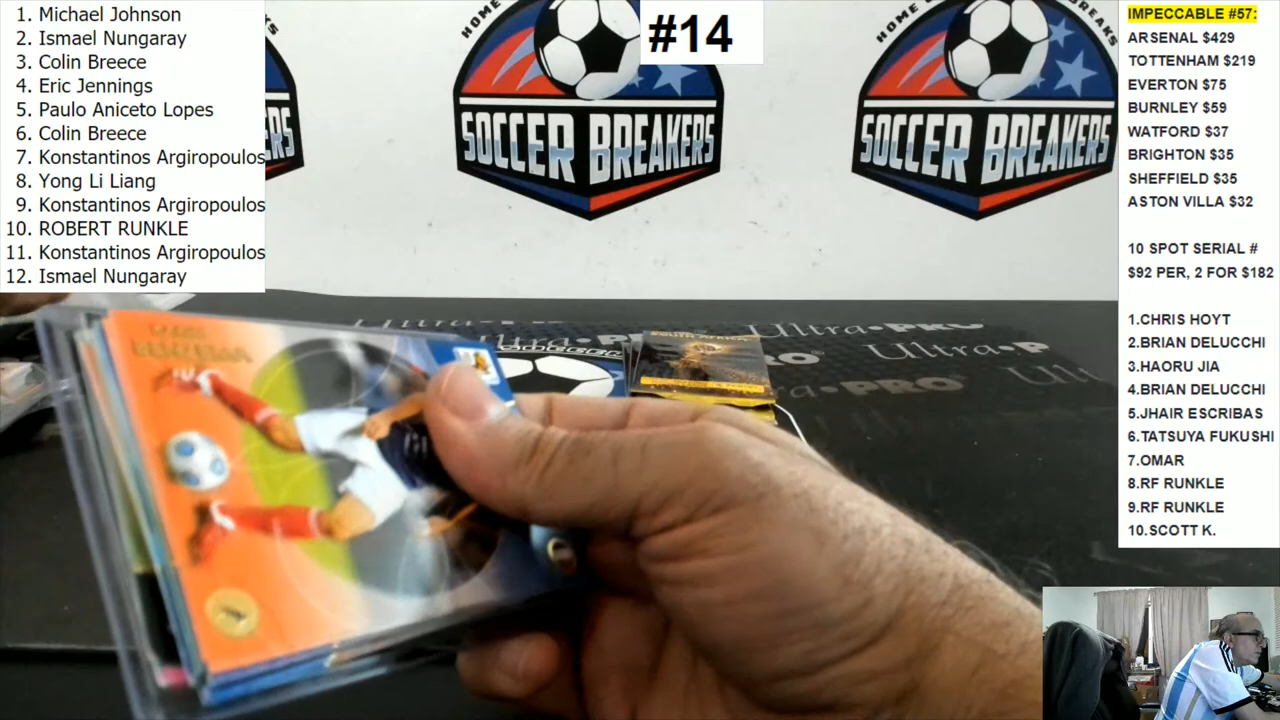 1. Michael Johnson
2. Ismael Nungaray
3. Colin Breece
4. Eric Jennings
5. Paulo Aniceto Lopes
6. Colin Breece
7. Konstantinos Argiropoulos
8. Yong Li Liang
9. Konstantinos Argiropoulos
10. ROBERT RUNKLE
11. Konstantinos Argiropoulos
12. Ismael Nungaray
#14
SOCCER BREAKERS
SOCCER BREAKERS
IMPECCABLE #57:
ARSENAL $429
TOTTENHAM $219
EVERTON $75
BURNLEY $59
WATFORD $37
BRIGHTON $35
SHEFFIELD $35
ASTON VILLA $32
10 SPOT SERIAL #
$92 PER, 2 FOR $182
1.CHRIS HOYT
2.BRIAN DELUCCHI
3.HAORU JIA
4.BRIAN DELUCCHI
5.JHAIR ESCRIBAS
6.TATSUYA FUKUSHI
7.OMAR
8.RF RUNKLE
9.RF RUNKLE
10.SCOTT K.
Ultra PRO
Ultra PRO